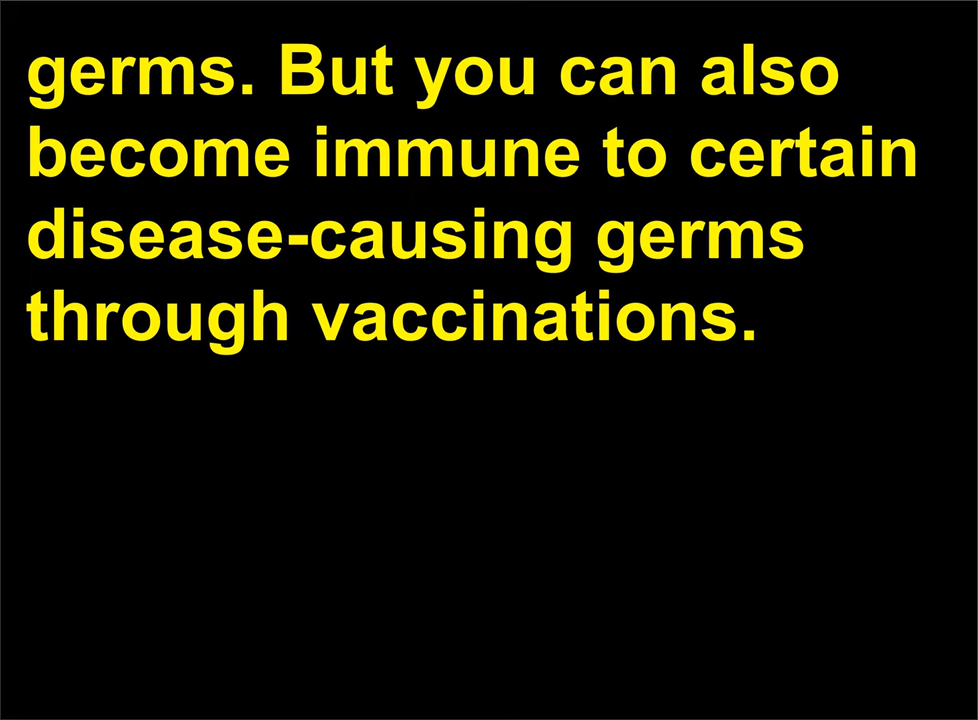 germs. But you can also
become immune to certain
disease-causing germs
through vaccinations.